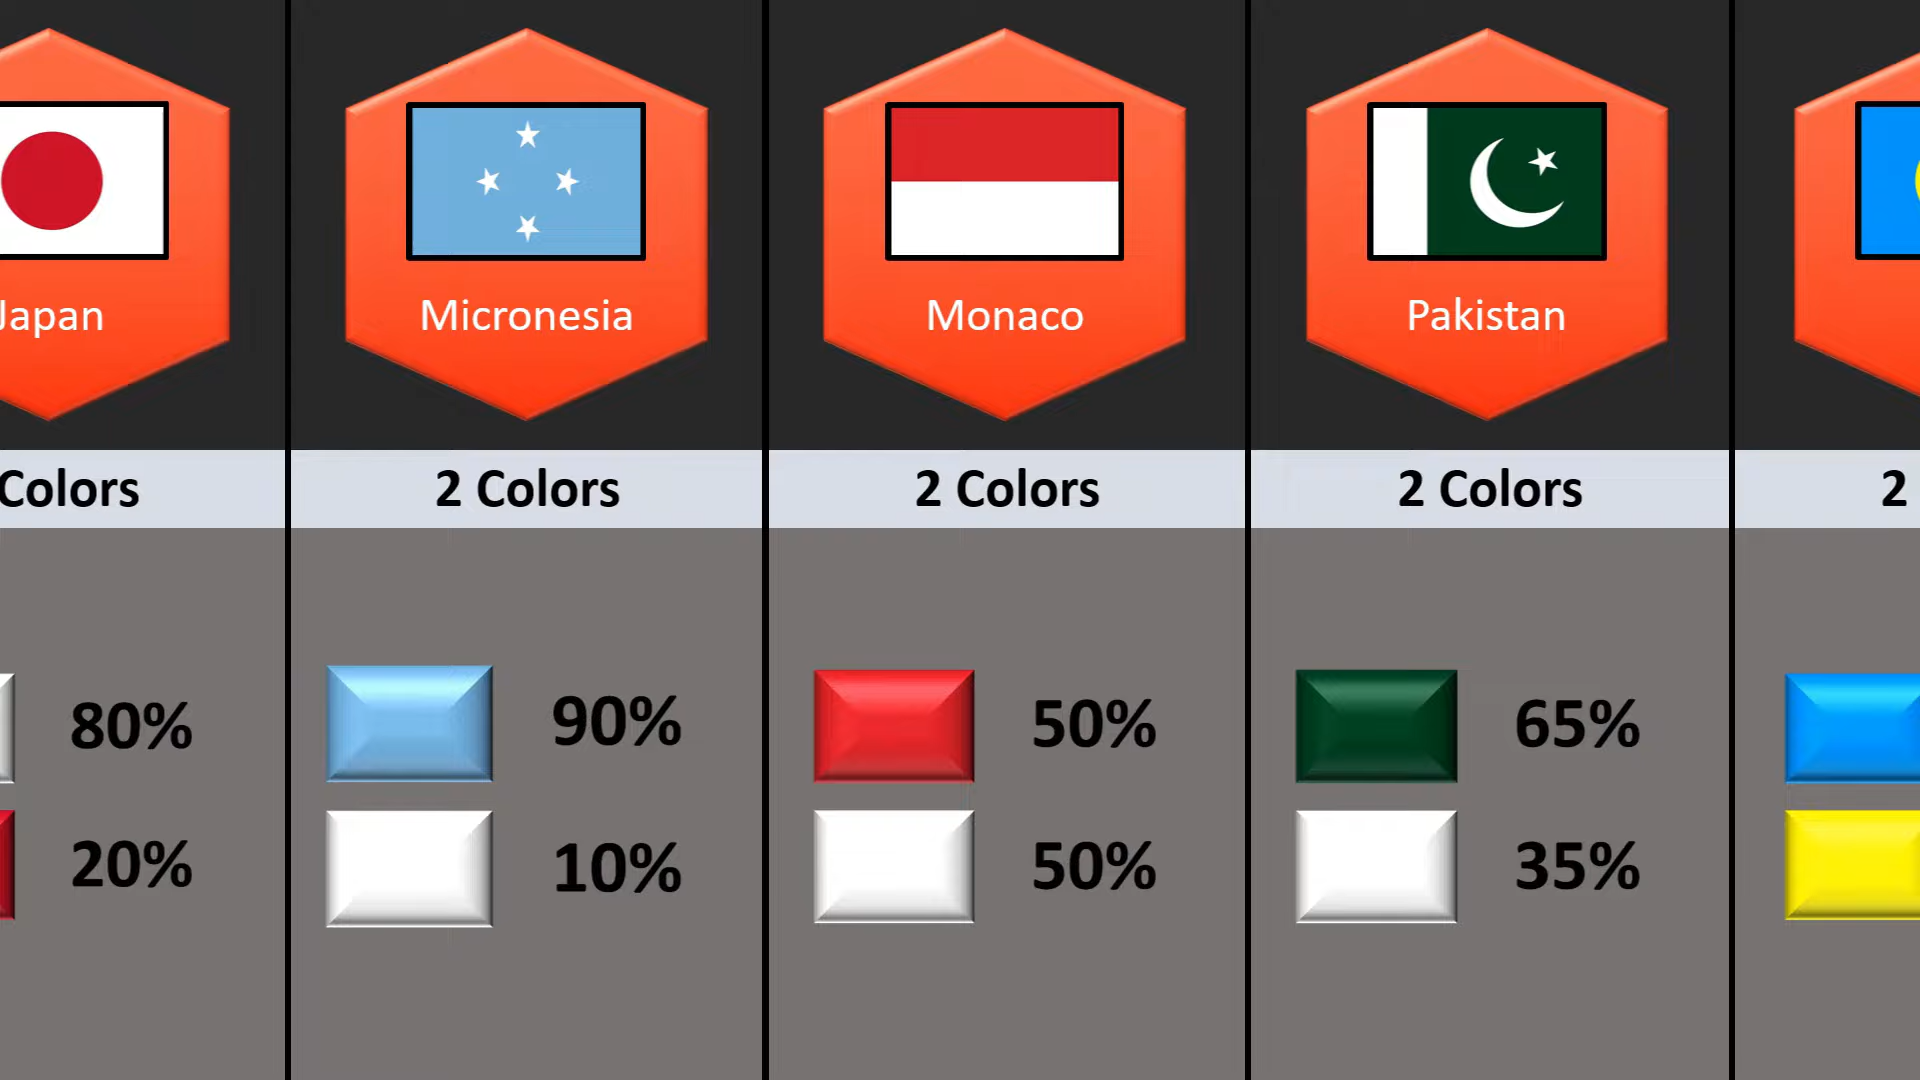 Japan
Micronesia
Monaco
Pakistan
Colors
2 Colors
2 Colors
2 Colors
2
80%
90%
50%
65%
20%
10%
50%
35%